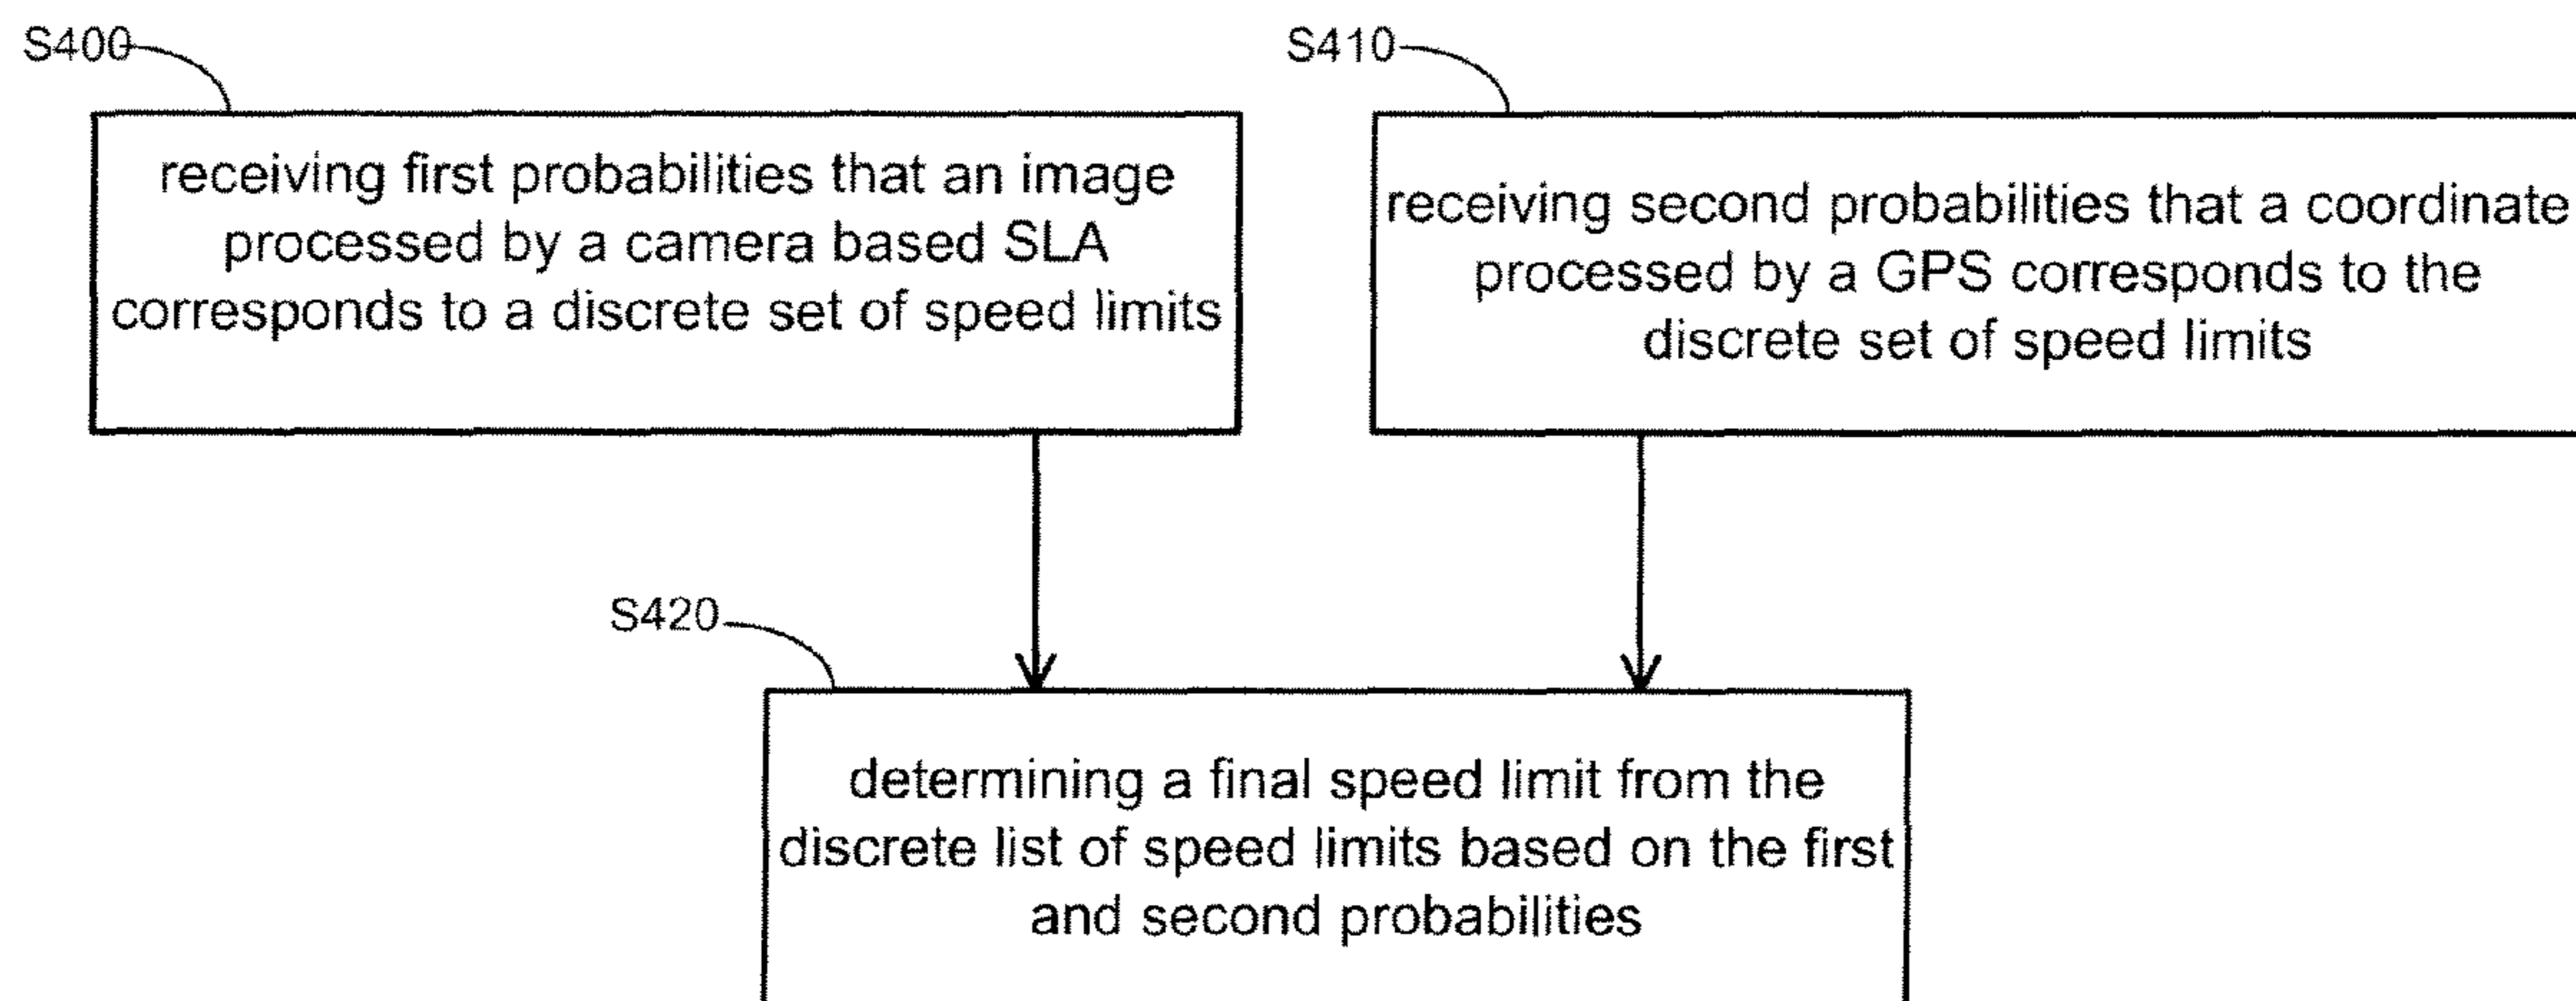 S400
receiving first probabilities that an image
processed by a camera based SLA
corresponds to a discrete set of speed limits
S410
receiving second probabilities that a coordinate
processed by a GPS corresponds to the
discrete set of speed limits
S420
determining a final speed limit from the
discrete list of speed limits based on the first
and second probabilities